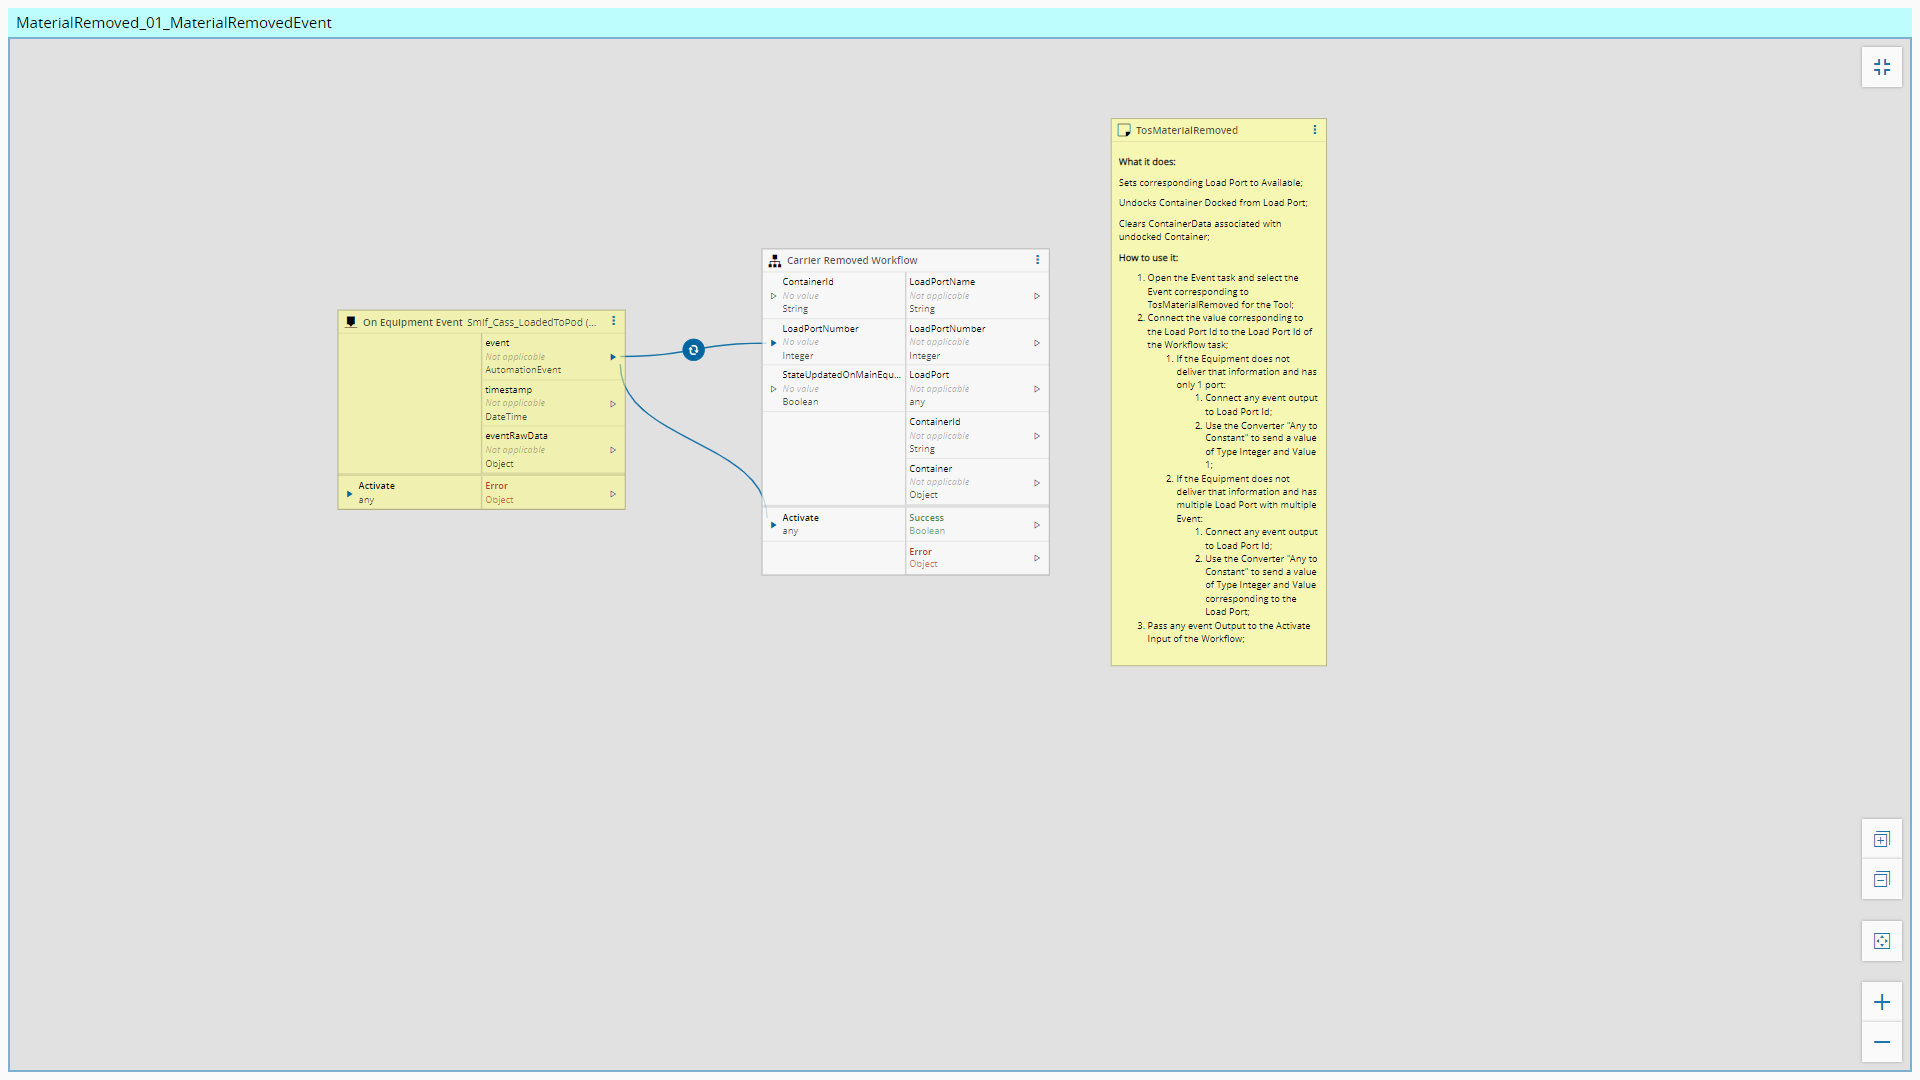 MaterialRemoved_01_MaterialRemovedEvent
On Equipment Event Smif_Cass_LoadedToPod (...
event
Not applicable
AutomationEvent
timestamp
Not applicable
DateTime
eventRawData
Not applicable
Object
Activate
any
Error
Object
Carrier Removed Workflow
ContainerId
No value
String
LoadPortNumber
No value
Integer
StateUpdatedOnMainEqu...
No value
Boolean
LoadPortName
Not applicable
String
LoadPortNumber
Not applicable
Integer
LoadPort
Not applicable
any
ContainerId
Not applicable
String
Container
Not applicable
Object
Activate
any
Success
Boolean
Error
Object
TosMaterialRemoved
What it does:
Sets corresponding Load Port to Available;
Undocks Container Docked from Load Port;
Clears ContainerData associated with
undocked Container;
How to use it:
1. Open the Event task and select the
Event corresponding to
TosMaterialRemoved for the Tool;
2. Connect the value corresponding to
the Load Port Id to the Load Port Id of
the Workflow task;
1. If the Equipment does not
deliver that information and has
only 1 port:
1. Connect any event output
to Load Port Id;
2. Use the Converter "Any to
Constant" to send a value
of Type Integer and Value
1;
2. If the Equipment does not
deliver that information and has
multiple Load Port with multiple
Event:
1. Connect any event output
to Load Port Id;
2. Use the Converter "Any to
Constant" to send a value
of Type Integer and Value
corresponding to the
Load Port;
3. Pass any event Output to the Activate
Input of the Workflow;